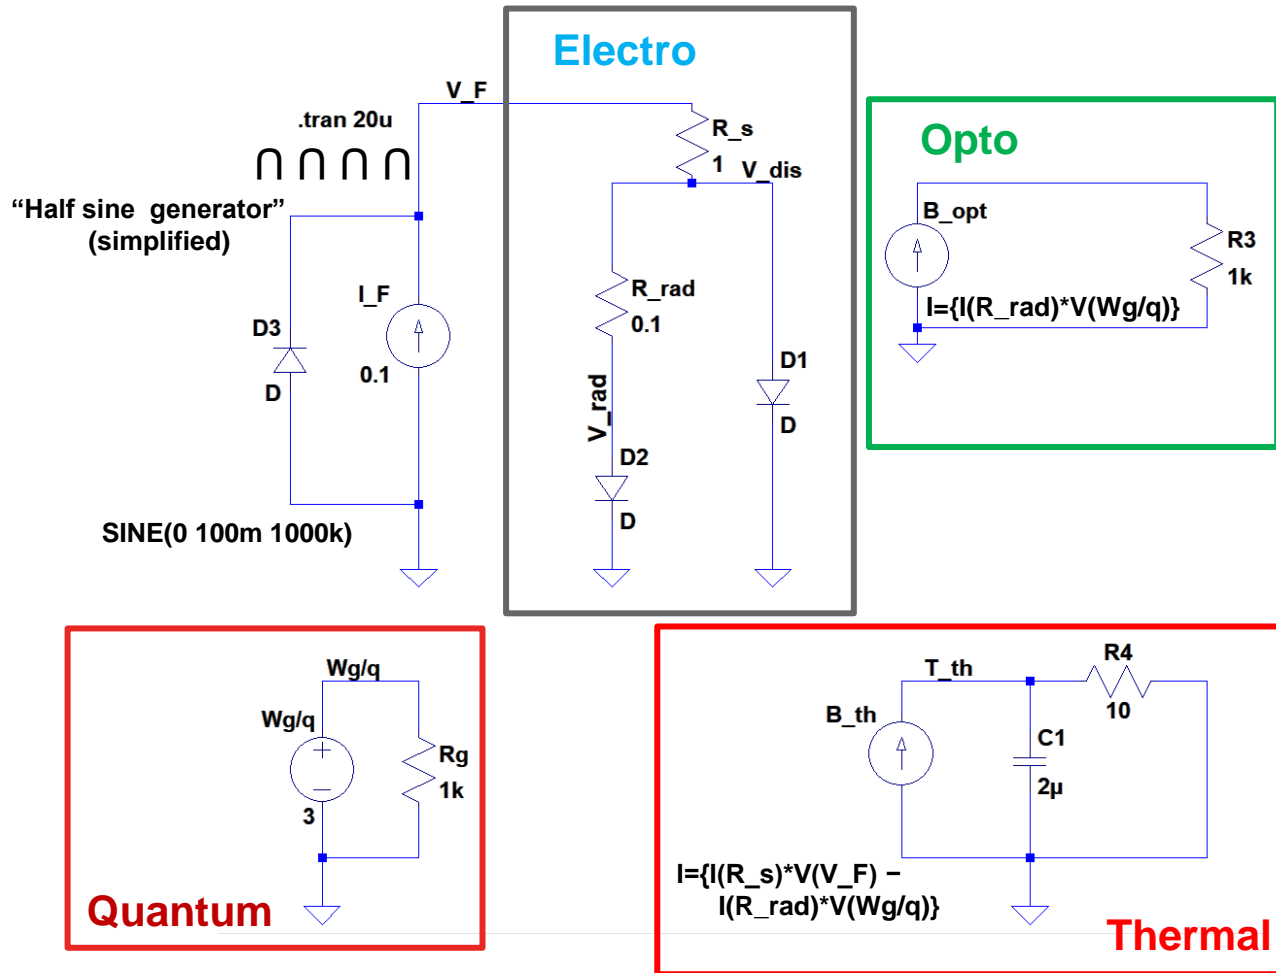 Electro
V_F
.tran 20u
R_s
1
V_dis
Opto
“Half sine generator”
(simplified)
B_opt
R3
1k
I={I(R_rad)*V(Wg/q)}
I_F
0.1
D3
D
R_rad
0.1
V_rad
D1
D
D2
D
SINE(0 100m 1000k)
Wg/q
Wg/q
+
−
3
Rg
1k
Quantum
T_th
R4
10
B_th
C1
2µ
I={I(R_s)*V(V_F) −
I(R_rad)*V(Wg/q)}
Thermal